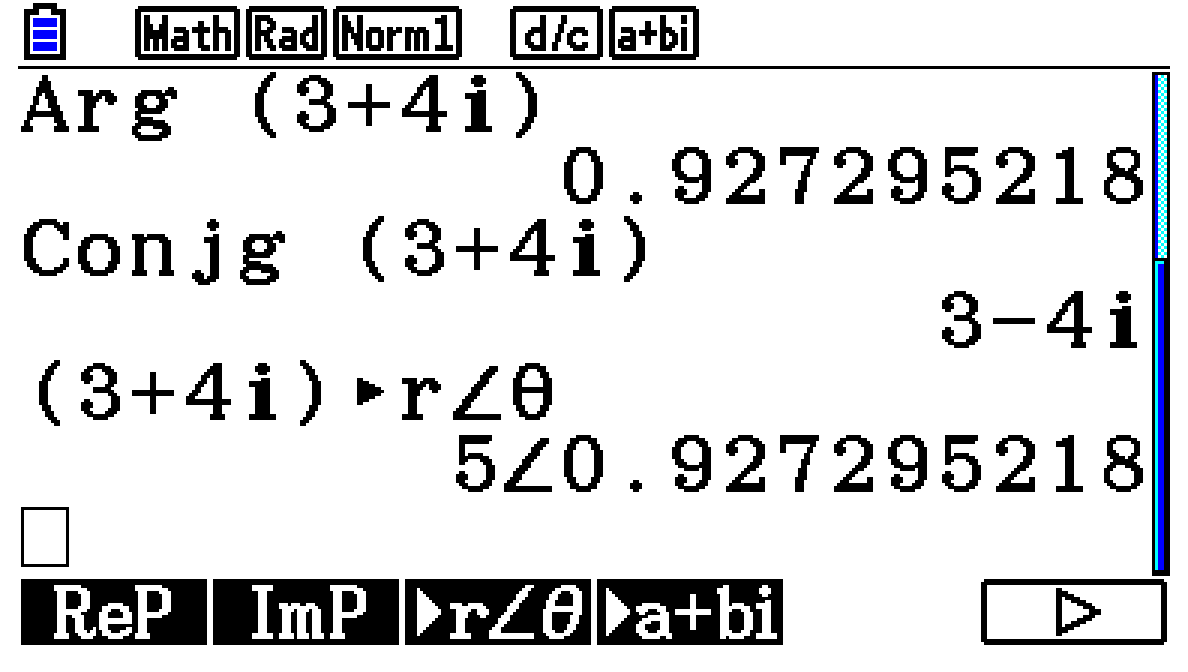 Math Rad Norm1 d/c a+bi
Arg (3+4i)
0.927295218
Conjg (3+4i)
3−4i
(3+4i)▸r∠θ
5∠0.927295218
ReP ImP ▸r∠θ ▸a+bi ▷